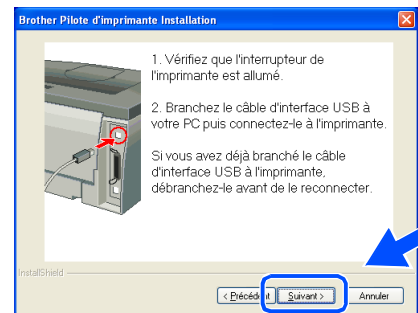 Brother Pilote d'imprimante Installation
1. Vérifiez que l'interrupteur de
l'imprimante est allumé.
2. Branchez le câble d'interface USB à
votre PC puis connectez-le à l'imprimante.
Si vous avez déjà branché le câble
d'interface USB à l'imprimante,
débranchez-le avant de le reconnecter.
InstallShield
< Précédent Suivant > Annuler